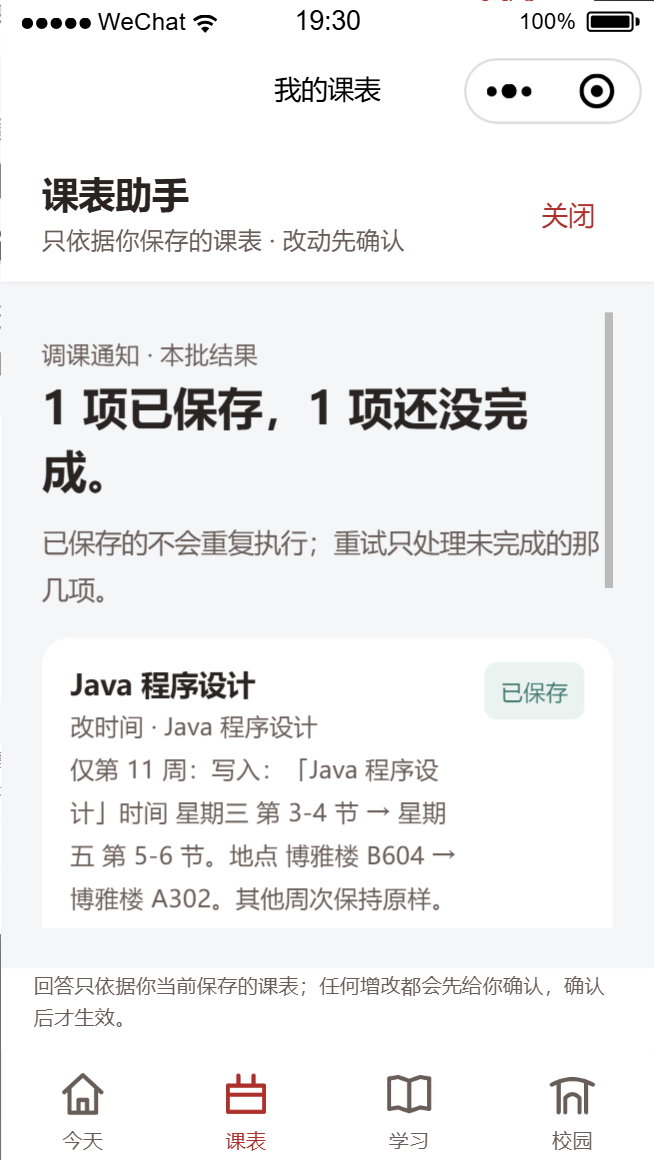 ●●●●● WeChat 19:30 100%
我的课表
课表助手
只依据你保存的课表 · 改动先确认
关闭
调课通知 · 本批结果
1 项已保存，1 项还没完
成。
已保存的不会重复执行；重试只处理未完成的那
几项。
Java 程序设计
已保存
改时间 · Java 程序设计
仅第 11 周：写入：「Java 程序设
计」时间 星期三 第 3-4 节 → 星期
五 第 5-6 节。地点 博雅楼 B604 →
博雅楼 A302。其他周次保持原样。
回答只依据你当前保存的课表；任何增改都会先给你确认，确认
后才生效。
今天 课表 学习 校园